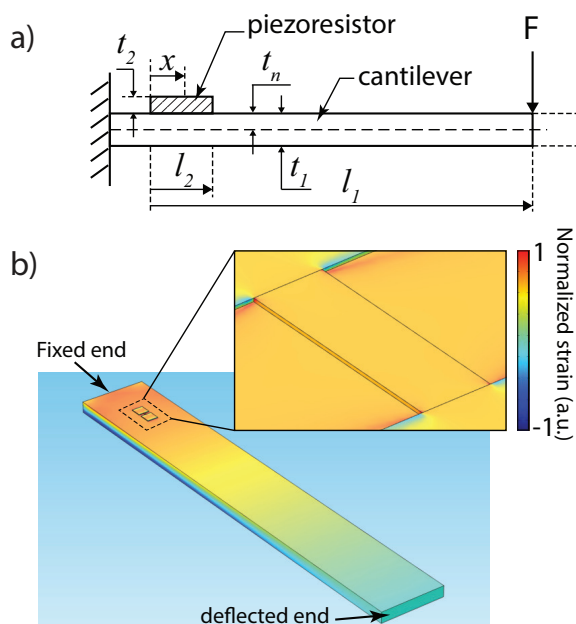 a)
piezoresistor
F
t2
x
tn
cantilever
l2
t1
l1
b)
1
Normalized strain (a.u.)
-1
Fixed end
deflected end